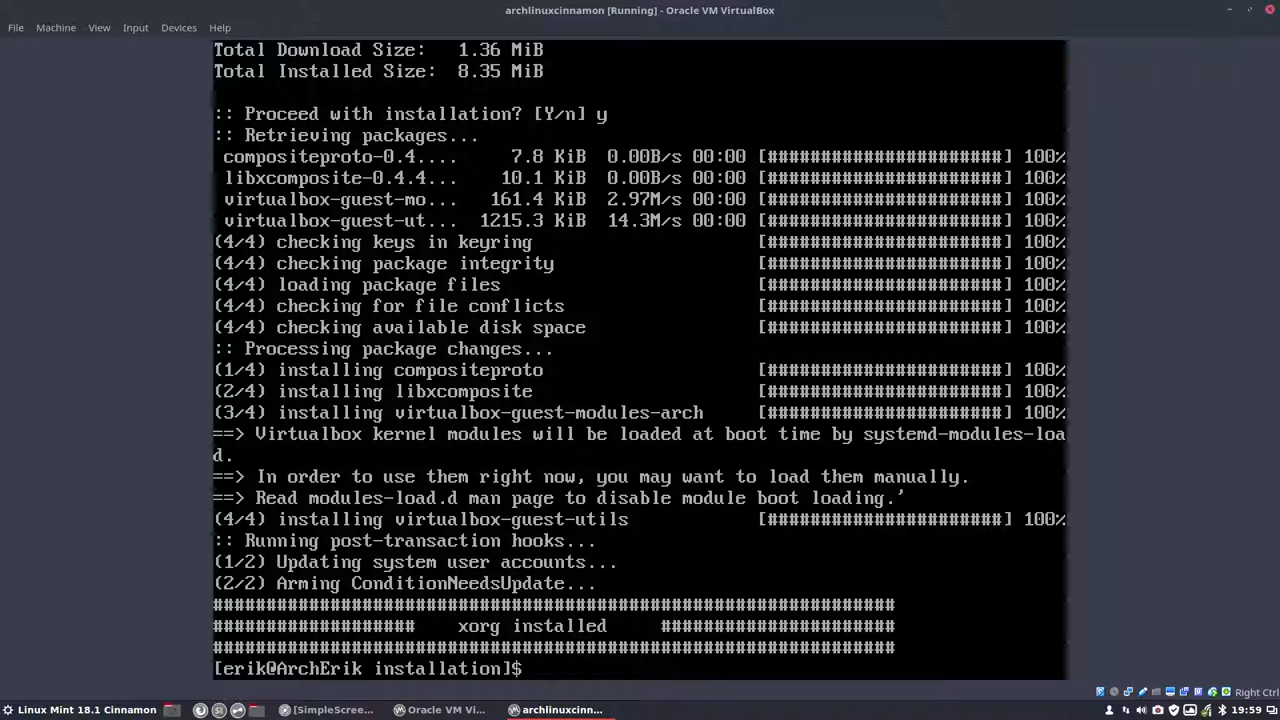 archlinuxcinnamon [Running] - Oracle VM VirtualBox
File Machine View Input Devices Help
Total Download Size: 1.36 MiB
Total Installed Size: 8.35 MiB
:: Proceed with installation? [Y/n] y
:: Retrieving packages...
compositeproto-0.4.... 7.8 KiB 0.00B/s 00:00 [######################] 100%
libxcomposite-0.4.4... 10.1 KiB 0.00B/s 00:00 [######################] 100%
virtualbox-guest-mo... 161.4 KiB 2.97M/s 00:00 [######################] 100%
virtualbox-guest-ut... 1215.3 KiB 14.3M/s 00:00 [######################] 100%
(4/4) checking keys in keyring [######################] 100%
(4/4) checking package integrity [######################] 100%
(4/4) loading package files [######################] 100%
(4/4) checking for file conflicts [######################] 100%
(4/4) checking available disk space [######################] 100%
:: Processing package changes...
(1/4) installing compositeproto [######################] 100%
(2/4) installing libxcomposite [######################] 100%
(3/4) installing virtualbox-guest-modules-arch [######################] 100%
==> Virtualbox kernel modules will be loaded at boot time by systemd-modules-loa
d.
==> In order to use them right now, you may want to load them manually.
==> Read modules-load.d man page to disable module boot loading.'
(4/4) installing virtualbox-guest-utils [######################] 100%
:: Running post-transaction hooks...
(1/2) Updating system user accounts...
(2/2) Arming ConditionNeedsUpdate...
################################################################
################### xorg installed ######################
################################################################
[erik@ArchErik installation]$
Right Ctrl
Linux Mint 18.1 Cinnamon [SimpleScree... Oracle VM Vi... archlinuxcinn... 19:59